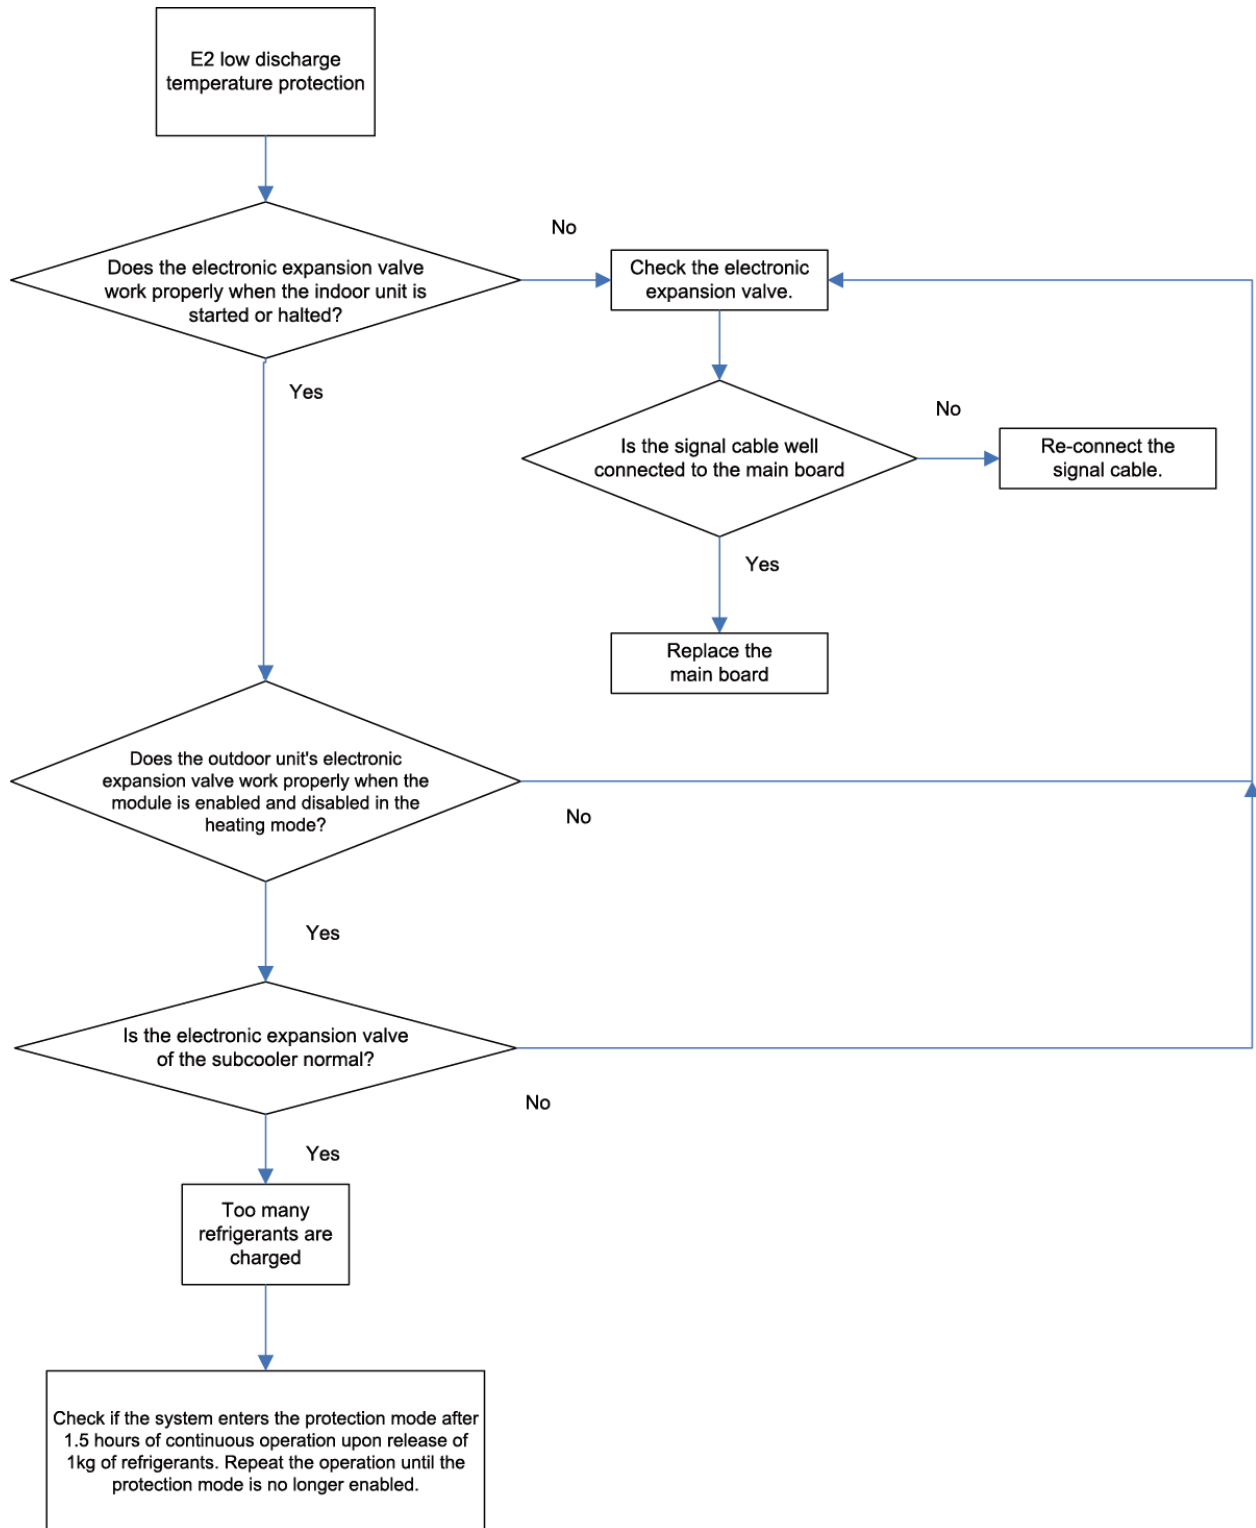 E2 low discharge
temperature protection
Does the electronic expansion valve
work properly when the indoor unit is
started or halted?
No
Check the electronic
expansion valve.
Yes
Is the signal cable well
connected to the main board
No
Re-connect the
signal cable.
Yes
Replace the
main board
Does the outdoor unit's electronic
expansion valve work properly when the
module is enabled and disabled in the
heating mode?
No
Yes
Is the electronic expansion valve
of the subcooler normal?
No
Yes
Too many
refrigerants are
charged
Check if the system enters the protection mode after
1.5 hours of continuous operation upon release of
1kg of refrigerants. Repeat the operation until the
protection mode is no longer enabled.